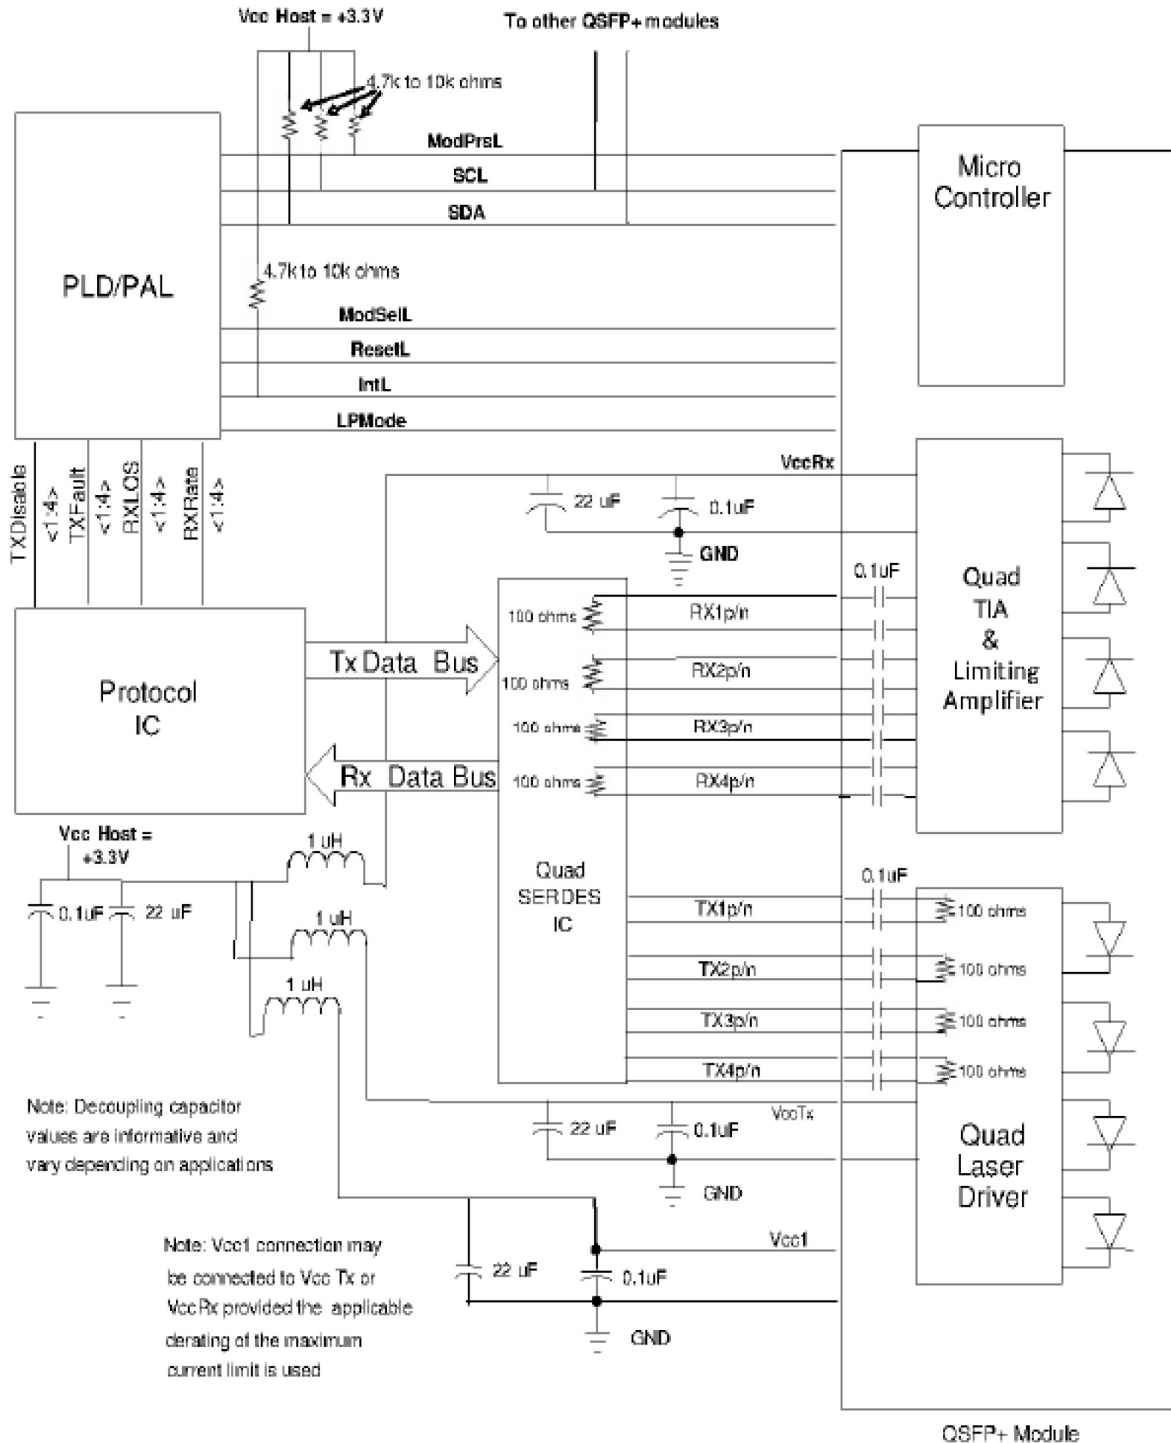 Vcc Host = +3.3V
To other QSFP+ modules
4.7k to 10k ohms
ModPrsL
SCL
SDA
Micro
Controller
PLD/PAL
4.7k to 10k ohms
ModSelL
ResetL
IntL
LPMode
TXDisable
<1:4>
TXFault
<1:4>
RXLOS
<1:4>
RXRate
<1:4>
VccRx
22 uF
0.1uF
GND
0.1uF
Quad
TIA
&
Limiting
Amplifier
100 ohms
RX1p/n
100 ohms
RX2p/n
100 ohms
RX3p/n
100 ohms
RX4p/n
Tx Data Bus
Protocol
IC
Rx Data Bus
Vcc Host =
+3.3V
1 uH
0.1uF
22 uF
1 uH
1 uH
Quad
SERDES
IC
0.1uF
TX1p/n
100 ohms
TX2p/n
100 ohms
TX3p/n
100 ohms
TX4p/n
100 ohms
Note: Decoupling capacitor
values are informative and
vary depending on applications
VccTx
22 uF
0.1uF
GND
Quad
Laser
Driver
Note: Vcc1 connection may
be connected to Vcc Tx or
Vcc Rx provided the applicable
derating of the maximum
current limit is used
Vcc1
22 uF
0.1uF
GND
QSFP+ Module